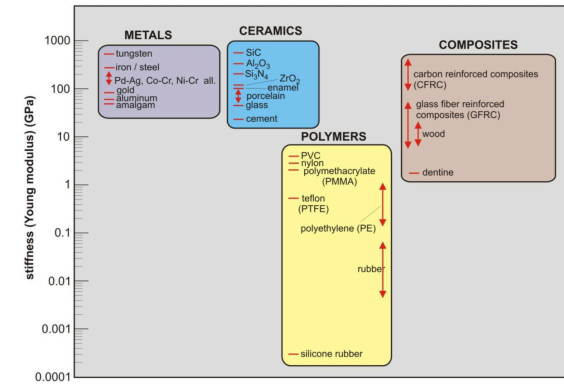 METALS
CERAMICS
COMPOSITES
POLYMERS
stiffness (Young modulus) (GPa)
1000
100
10
1
0.1
0.01
0.001
0.0001
tungsten
iron / steel
Pd-Ag, Co-Cr, Ni-Cr all.
gold
aluminum
amalgam
SiC
Al2O3
Si3N4
ZrO2
enamel
porcelain
glass
cement
PVC
nylon
polymethacrylate
(PMMA)
teflon
(PTFE)
polyethylene (PE)
rubber
silicone rubber
carbon reinforced composites
(CFRC)
glass fiber reinforced
composites (GFRC)
wood
dentine